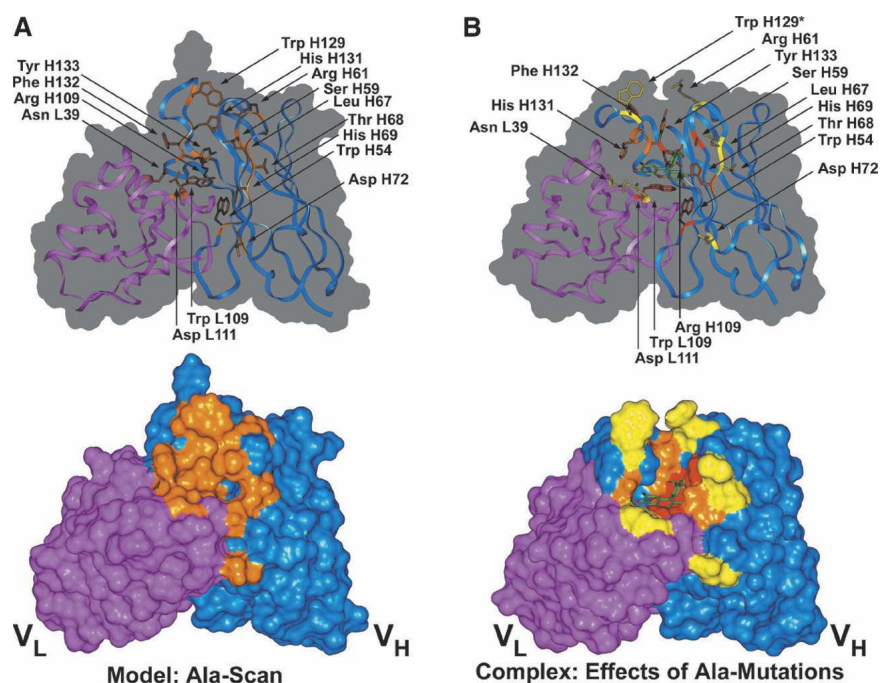 A
Trp H129
His H131
Arg H61
Ser H59
Leu H67
Thr H68
His H69
Trp H54
Asp H72
Tyr H133
Phe H132
Arg H109
Asn L39
Trp L109
Asp L111
VL
VH
Model: Ala-Scan
B
Trp H129*
Arg H61
Tyr H133
Ser H59
Leu H67
His H69
Thr H68
Trp H54
Asp H72
Phe H132
His H131
Asn L39
Arg H109
Trp L109
Asp L111
VL
VH
Complex: Effects of Ala-Mutations